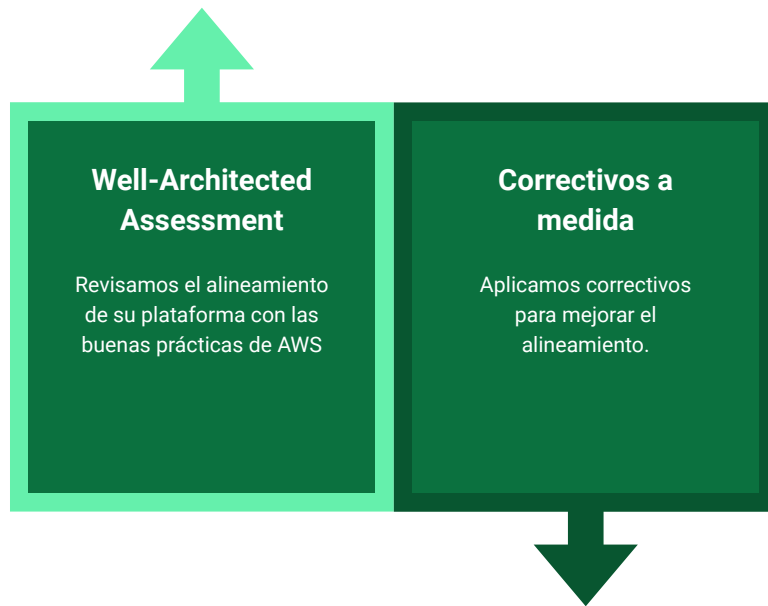 Well-Architected
Assessment
Revisamos el alineamiento
de su plataforma con las
buenas prácticas de AWS
Correctivos a
medida
Aplicamos correctivos
para mejorar el
alineamiento.